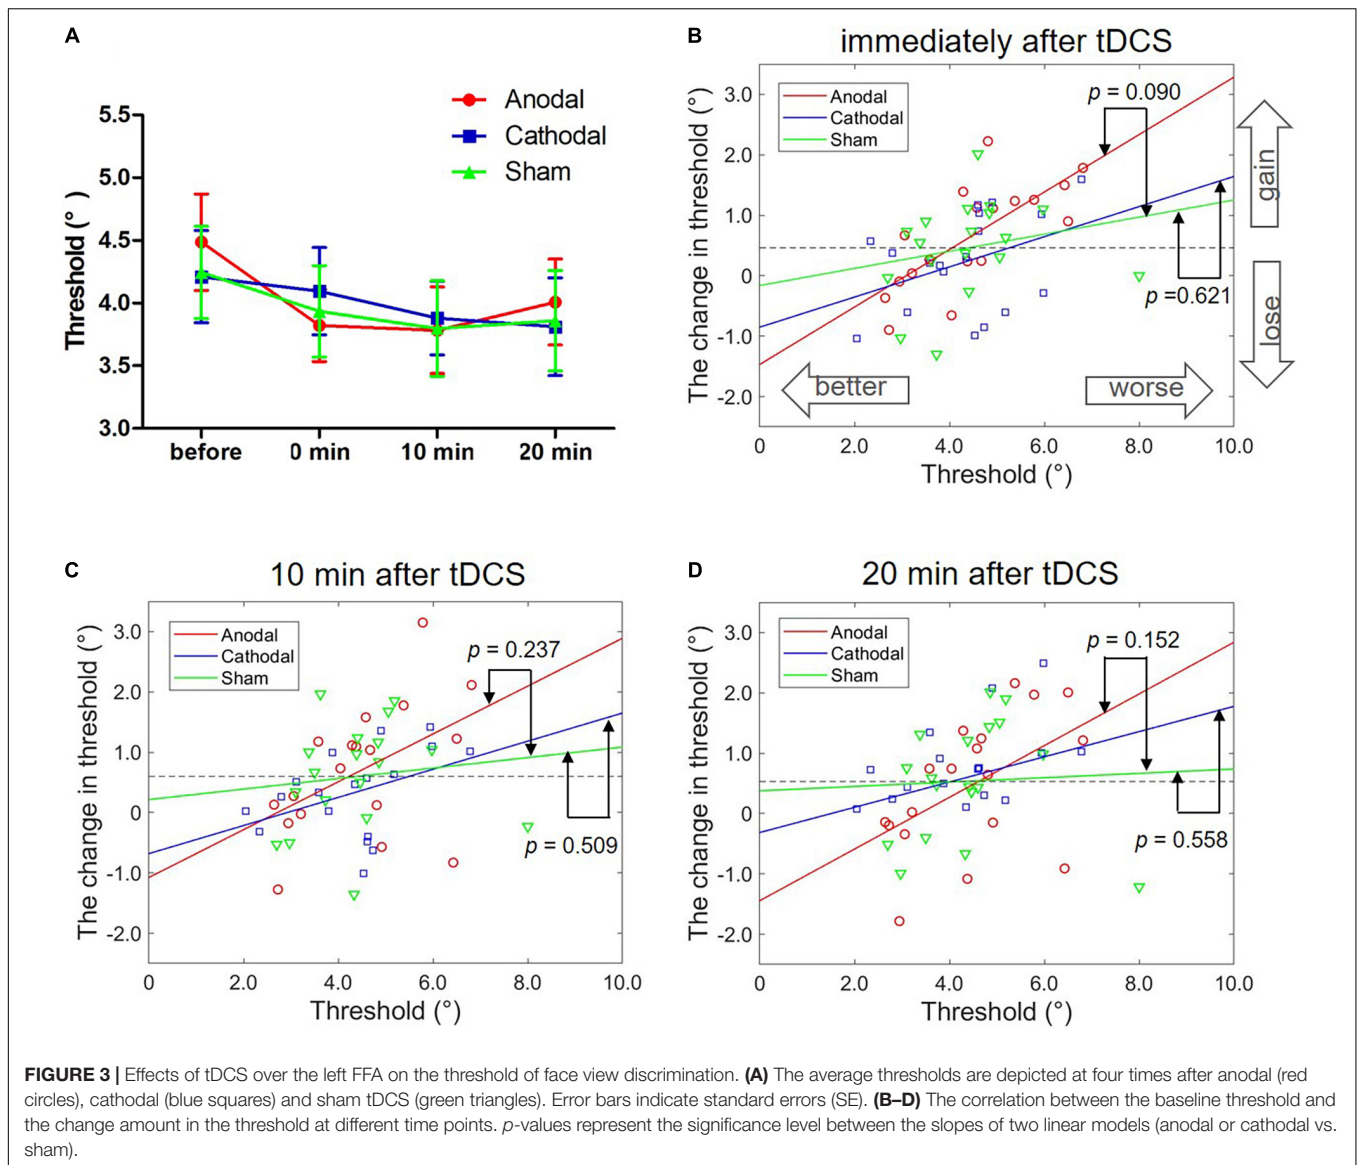 A
Anodal
Cathodal
Sham
Threshold (°)
5.5
5.0
4.5
4.0
3.5
3.0
before 0 min 10 min 20 min
B
immediately after tDCS
Anodal
Cathodal
Sham
p = 0.090
p =0.621
gain
lose
better
worse
The change in threshold (°)
3.0
2.0
1.0
0
-1.0
-2.0
0 2.0 4.0 6.0 8.0 10.0
Threshold (°)
C
10 min after tDCS
Anodal
Cathodal
Sham
p = 0.237
p = 0.509
The change in threshold (°)
3.0
2.0
1.0
0
-1.0
-2.0
0 2.0 4.0 6.0 8.0 10.0
Threshold (°)
D
20 min after tDCS
Anodal
Cathodal
Sham
p = 0.152
p = 0.558
The change in threshold (°)
3.0
2.0
1.0
0
-1.0
-2.0
0 2.0 4.0 6.0 8.0 10.0
Threshold (°)
FIGURE 3 | Effects of tDCS over the left FFA on the threshold of face view discrimination. (A) The average thresholds are depicted at four times after anodal (red
circles), cathodal (blue squares) and sham tDCS (green triangles). Error bars indicate standard errors (SE). (B–D) The correlation between the baseline threshold and
the change amount in the threshold at different time points. p-values represent the significance level between the slopes of two linear models (anodal or cathodal vs.
sham).